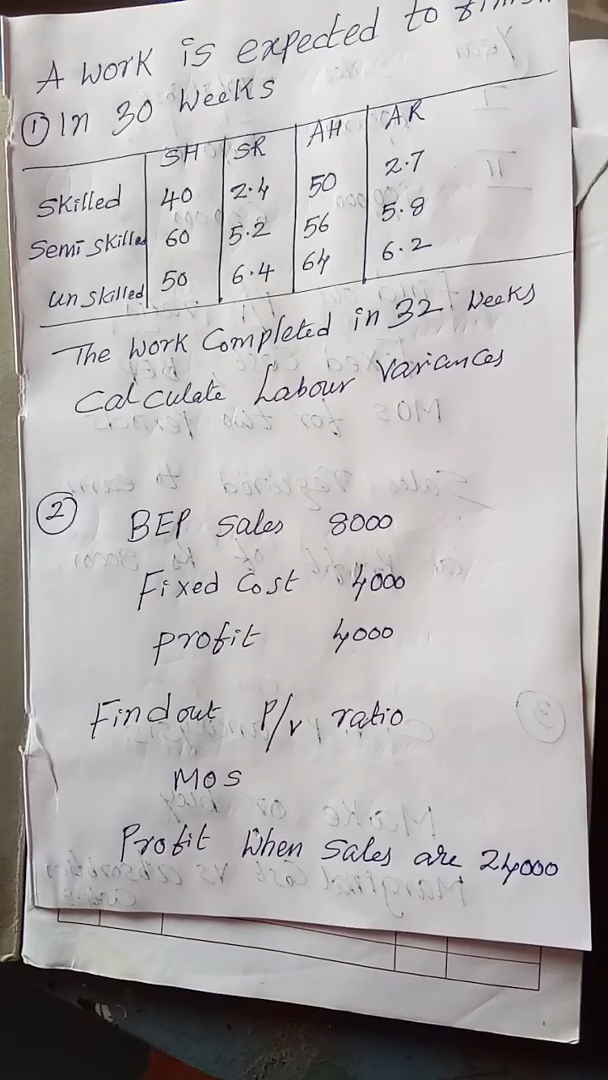 A work is expected to finish
① In 30 Weeks
SH SR AH AR
Skilled 40 2.4 50 2.7
Semi skilled 60 5.2 56 5.8
unskilled 50 6.4 64 6.2
The work Completed in 32 Weeks
Calculate Labour Variances
② BEP Sales 8000
Fixed Cost 4000
profit 4000
Findout P/v ratio
MOS
Profit when Sales are 24000